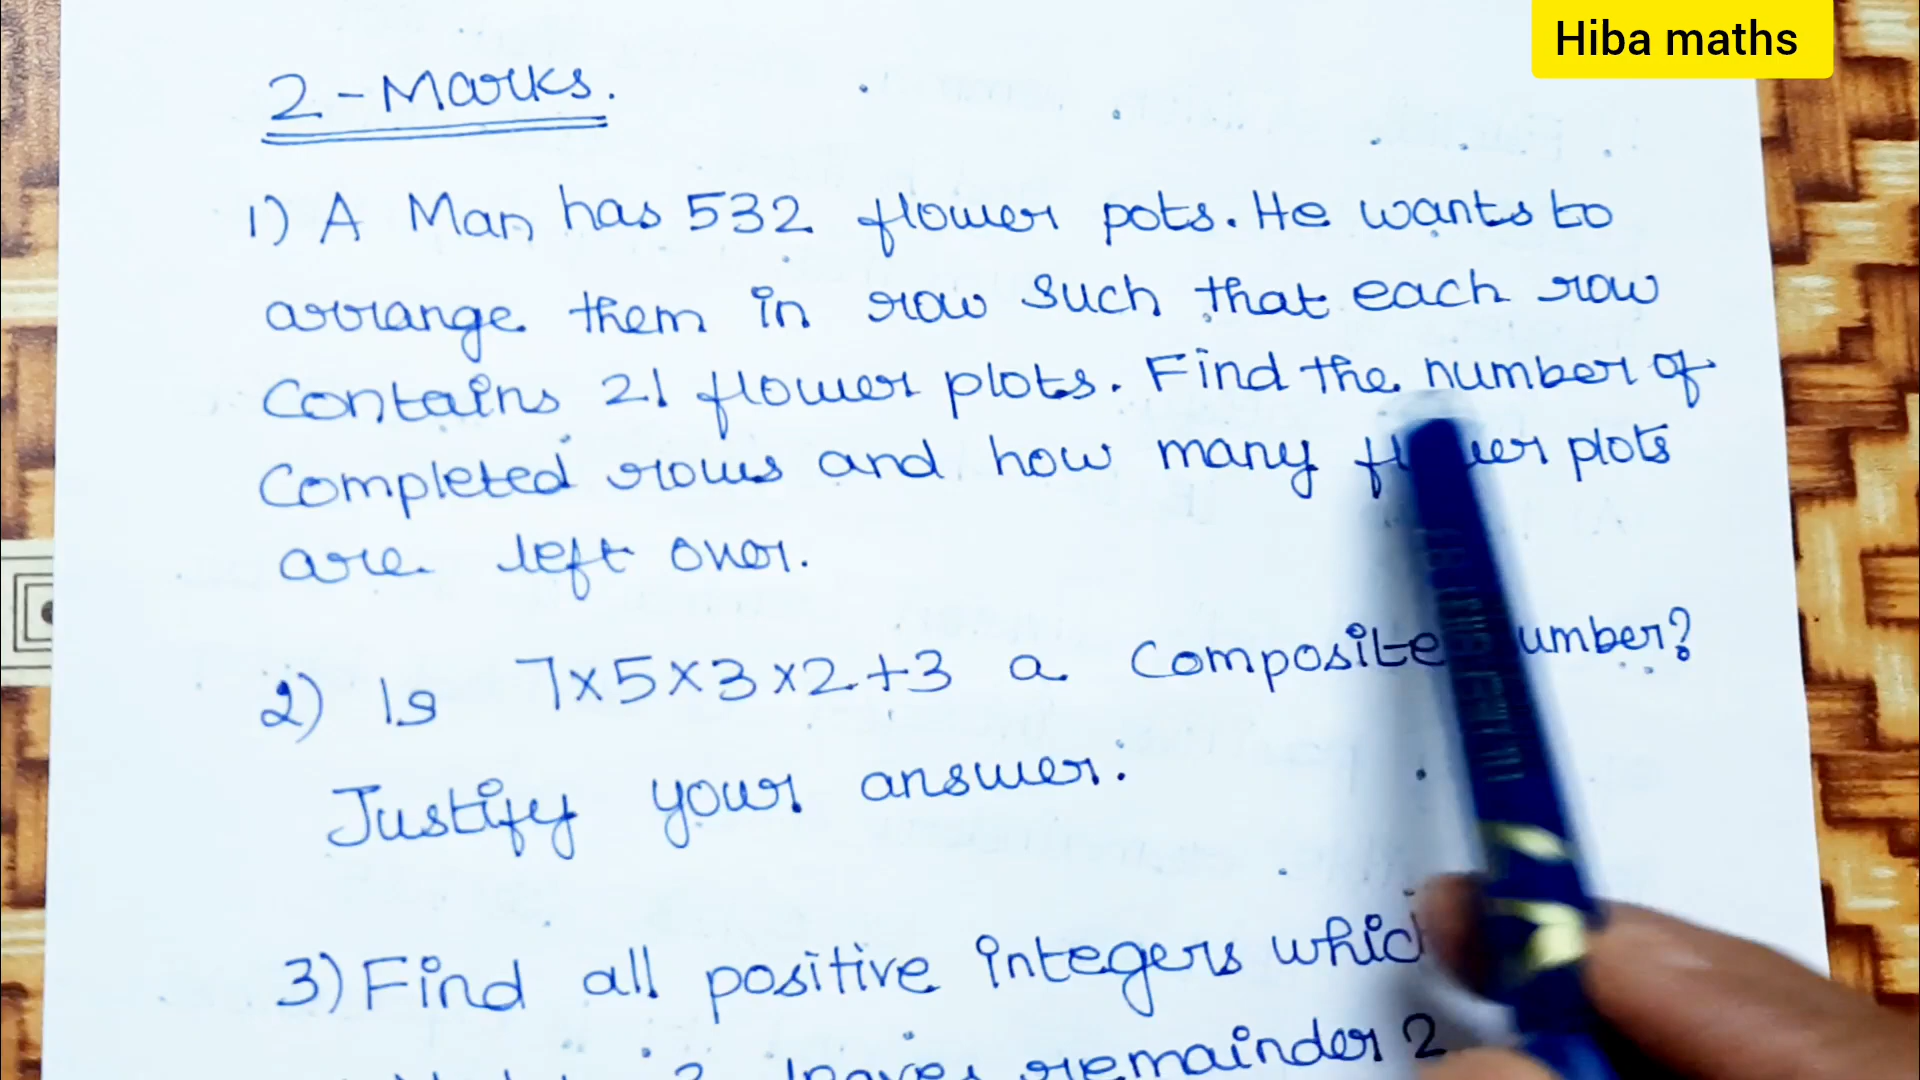 Hiba maths
2-Marks.
1) A Man has 532 flower pots. He wants to
arrange them in row such that each row
Contains 21 flower plots. Find the number of
Completed rows and how many plots
are left over.
2) Is 7×5×3×2+3 a Composite
Justify your answer.
3) Find all positive integers
leaves remainder 2